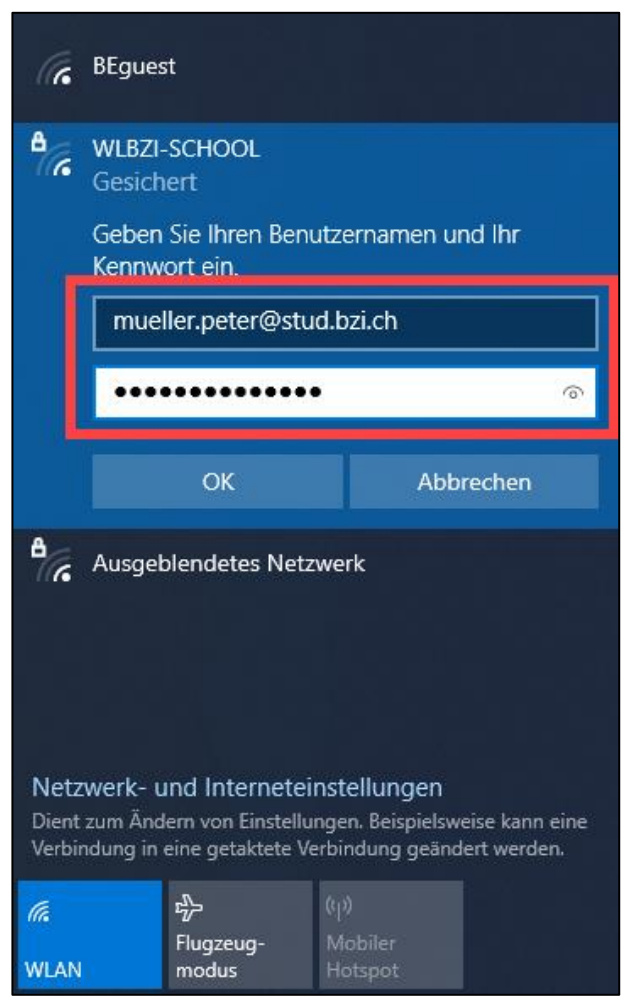 BEguest
WLBZI-SCHOOL
Gesichert
Geben Sie Ihren Benutzernamen und Ihr
Kennwort ein.
mueller.peter@stud.bzi.ch
••••••••••••••
OK
Abbrechen
Ausgeblendetes Netzwerk
Netzwerk- und Interneteinstellungen
Dient zum Ändern von Einstellungen. Beispielsweise kann eine
Verbindung in eine getaktete Verbindung geändert werden.
WLAN
Flugzeug-
modus
Mobiler
Hotspot